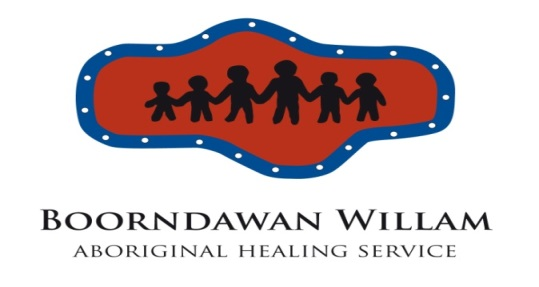 BOORNDAWAN WILLAM
ABORIGINAL HEALING SERVICE